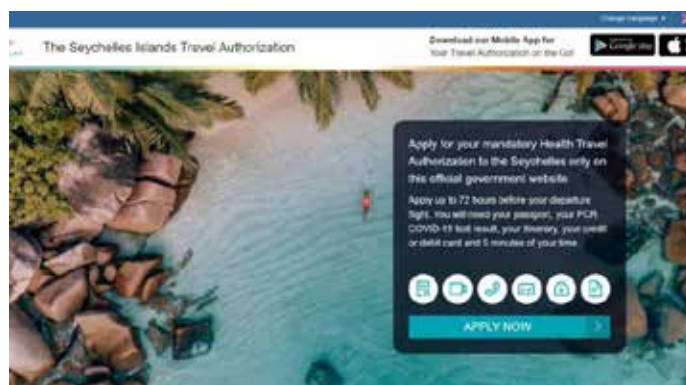 Change Language
The Seychelles Islands Travel Authorization
Download our Mobile App for
Your Travel Authorization on the Go!
Google Play
Apply for your mandatory Health Travel
Authorization to the Seychelles only on
this official government website
Apply up to 72 hours before your departure
flight. You will need your passport, your PCR
COVID-19 test result, your itinerary, your credit
or debit card and 5 minutes of your time
APPLY NOW